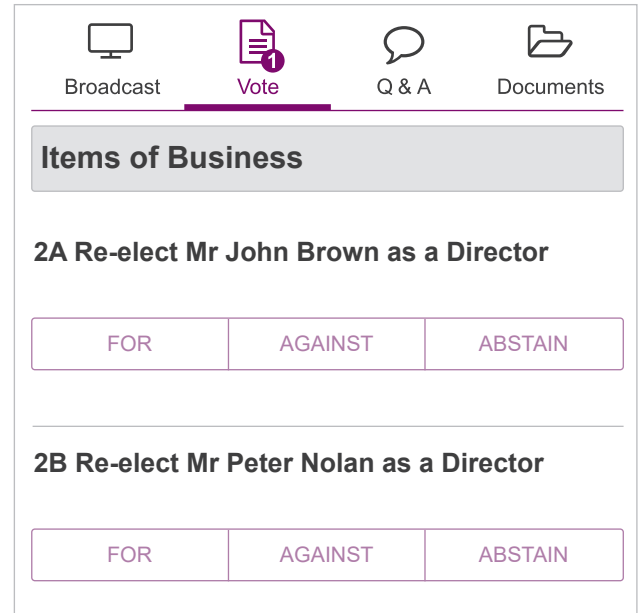 1
Broadcast Vote Q & A Documents
Items of Business
2A Re-elect Mr John Brown as a Director
FOR AGAINST ABSTAIN
2B Re-elect Mr Peter Nolan as a Director
FOR AGAINST ABSTAIN